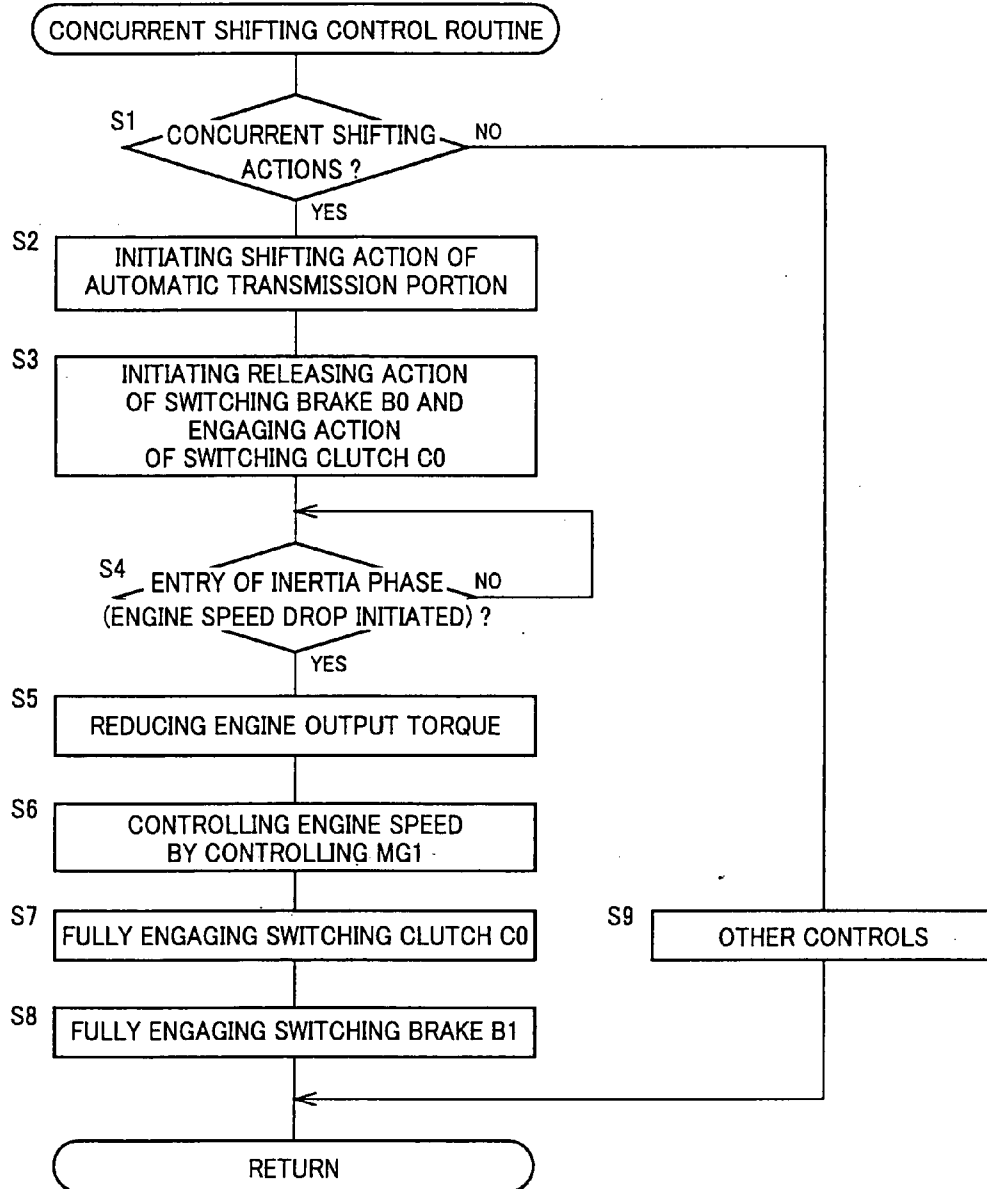 CONCURRENT SHIFTING CONTROL ROUTINE
S1
CONCURRENT SHIFTING
ACTIONS ?
NO
YES
S2
INITIATING SHIFTING ACTION OF
AUTOMATIC TRANSMISSION PORTION
S3
INITIATING RELEASING ACTION
OF SWITCHING BRAKE B0 AND
ENGAGING ACTION
OF SWITCHING CLUTCH C0
S4
ENTRY OF INERTIA PHASE
(ENGINE SPEED DROP INITIATED) ?
NO
YES
S5
REDUCING ENGINE OUTPUT TORQUE
S6
CONTROLLING ENGINE SPEED
BY CONTROLLING MG1
S7
FULLY ENGAGING SWITCHING CLUTCH C0
S9
OTHER CONTROLS
S8
FULLY ENGAGING SWITCHING BRAKE B1
RETURN